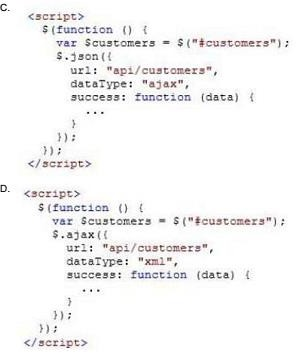 C.
<script>
$(function () {
var $customers = $("#customers");
$.json({
url: "api/customers",
dataType: "ajax",
success: function (data) {
...
}
});
});
</script>
D.
<script>
$(function () {
var $customers = $("#customers");
$.ajax({
url: "api/customers",
dataType: "xml",
success: function (data) {
...
}
});
});
</script>